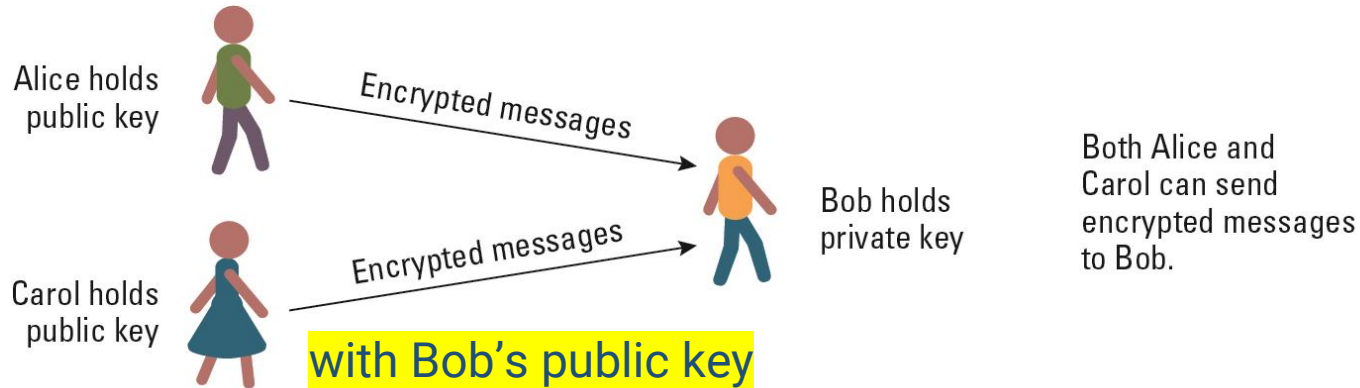 Alice holds
public key
Encrypted messages
Carol holds
public key
Encrypted messages
with Bob's public key
Bob holds
private key
Both Alice and
Carol can send
encrypted messages
to Bob.